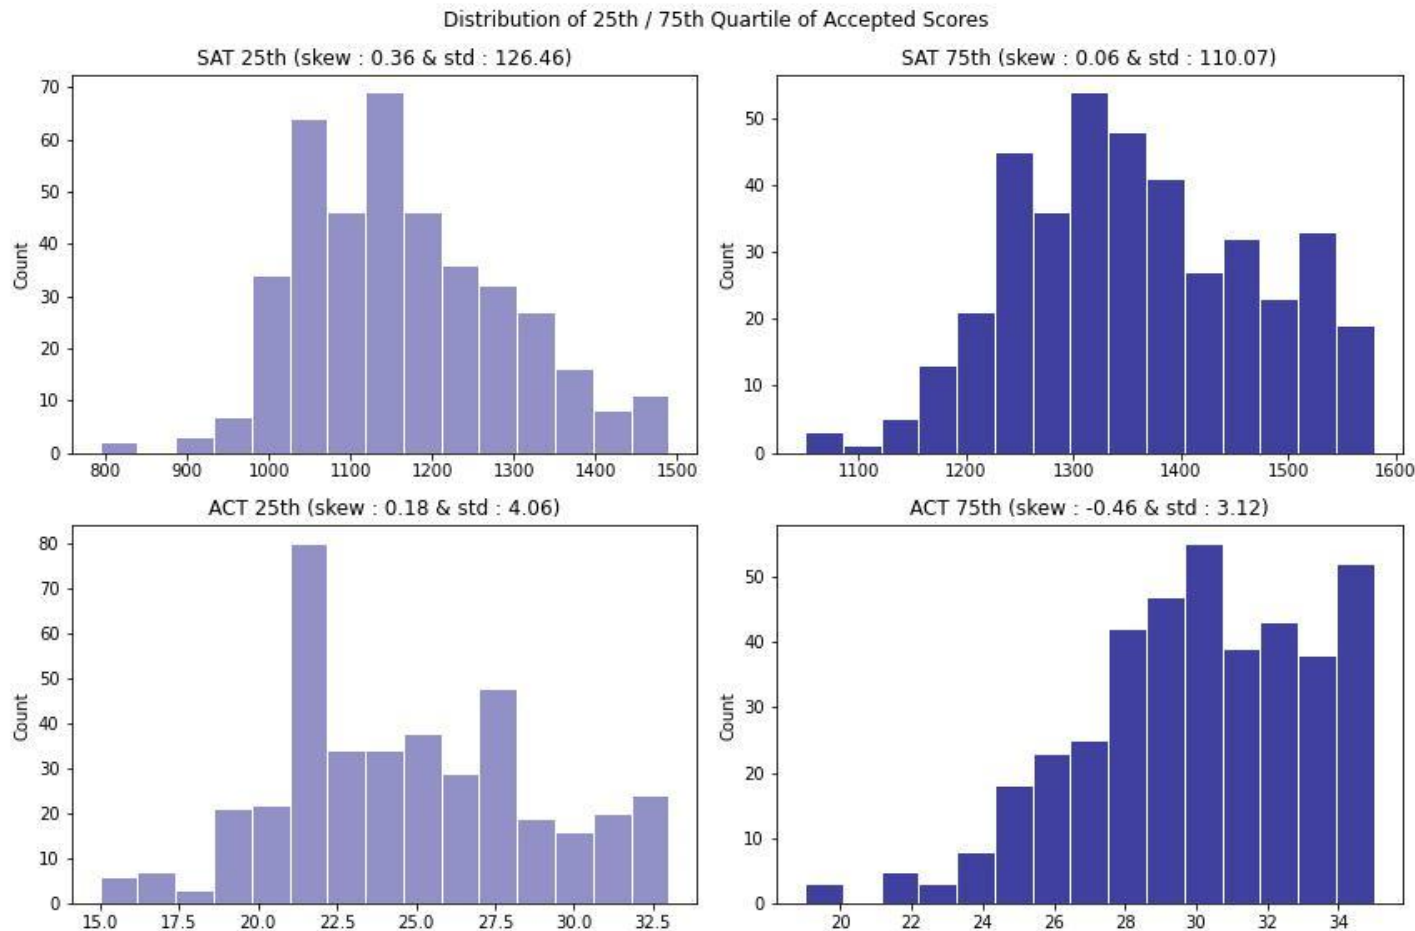 Distribution of 25th / 75th Quartile of Accepted Scores
SAT 25th (skew : 0.36 & std : 126.46)
70
60
50
40
30
20
10
0
Count
800 900 1000 1100 1200 1300 1400 1500
SAT 75th (skew : 0.06 & std : 110.07)
50
40
30
20
10
0
Count
1100 1200 1300 1400 1500 1600
ACT 25th (skew : 0.18 & std : 4.06)
80
70
60
50
40
30
20
10
0
Count
15.0 17.5 20.0 22.5 25.0 27.5 30.0 32.5
ACT 75th (skew : -0.46 & std : 3.12)
50
40
30
20
10
0
Count
20 22 24 26 28 30 32 34